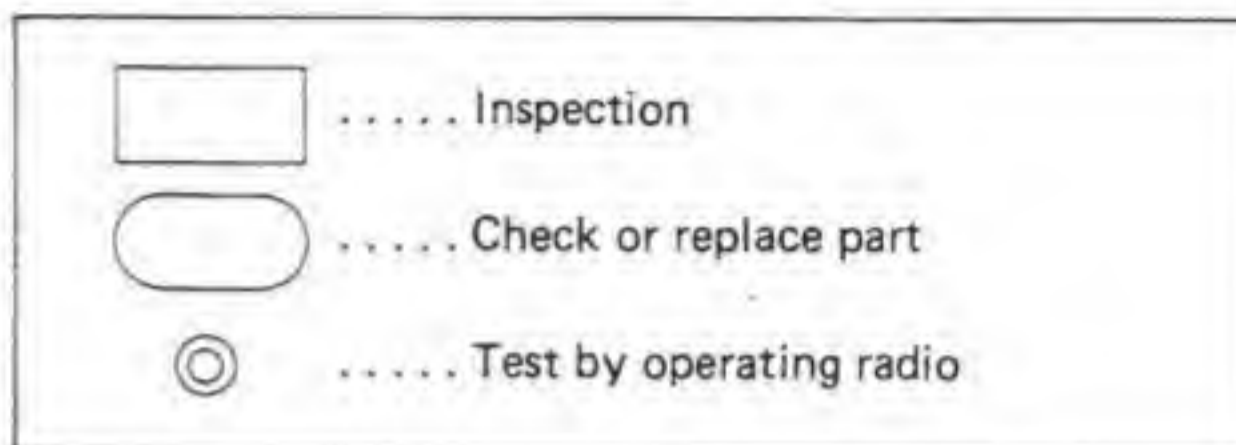 ..... Inspection
..... Check or replace part
..... Test by operating radio